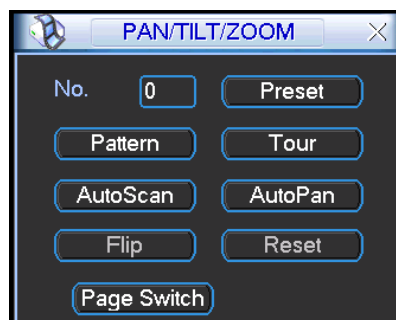 PAN/TILT/ZOOM
No. 0 Preset
Pattern Tour
AutoScan AutoPan
Flip Reset
Page Switch